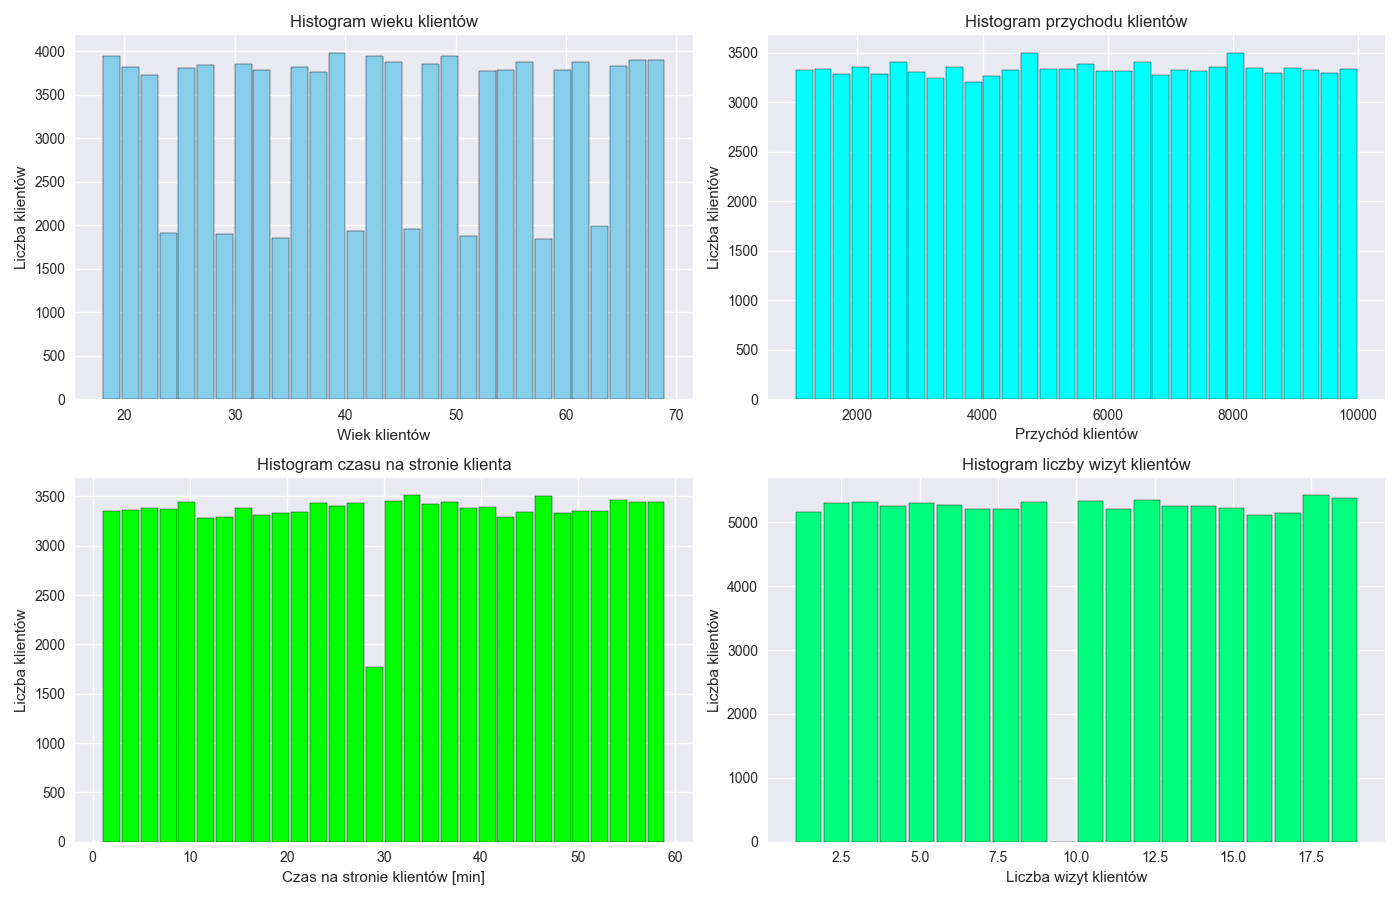 Histogram wieku klientów
4000
3500
3000
2500
2000
1500
1000
500
0
Liczba klientów
20 30 40 50 60 70
Wiek klientów
Histogram przychodu klientów
3500
3000
2500
2000
1500
1000
500
0
Liczba klientów
2000 4000 6000 8000 10000
Przychód klientów
Histogram czasu na stronie klienta
3500
3000
2500
2000
1500
1000
500
0
Liczba klientów
0 10 20 30 40 50 60
Czas na stronie klientów [min]
Histogram liczby wizyt klientów
5000
4000
3000
2000
1000
0
Liczba klientów
2.5 5.0 7.5 10.0 12.5 15.0 17.5
Liczba wizyt klientów